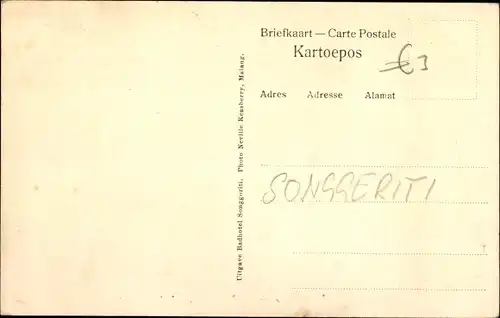 Briefkaart — Carte Postale
Kartoepos
€3
Adres Adresse Alamat
SONGGERITI
Uitgave Badhotel Songgoriti. Photo Neville Keasberry, Malang.